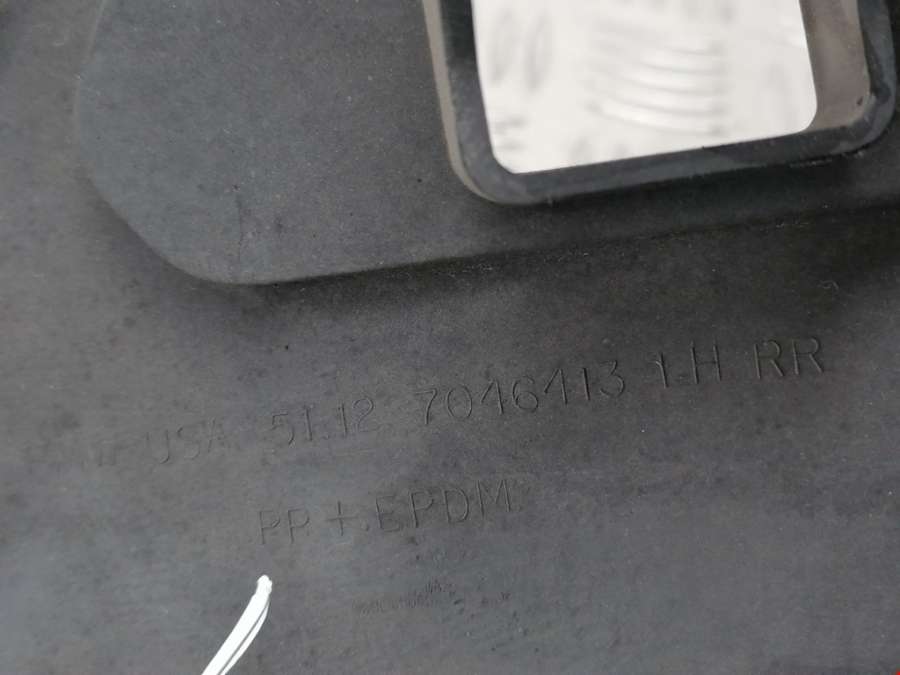 USA 51.12 7046413 LH RR
PP + EPDM